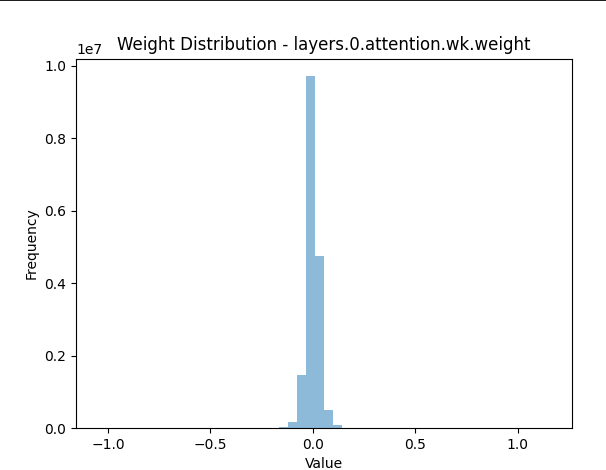 Weight Distribution - layers.0.attention.wk.weight
1e7
1.0
0.8
0.6
0.4
0.2
0.0
Frequency
−1.0 −0.5 0.0 0.5 1.0
Value